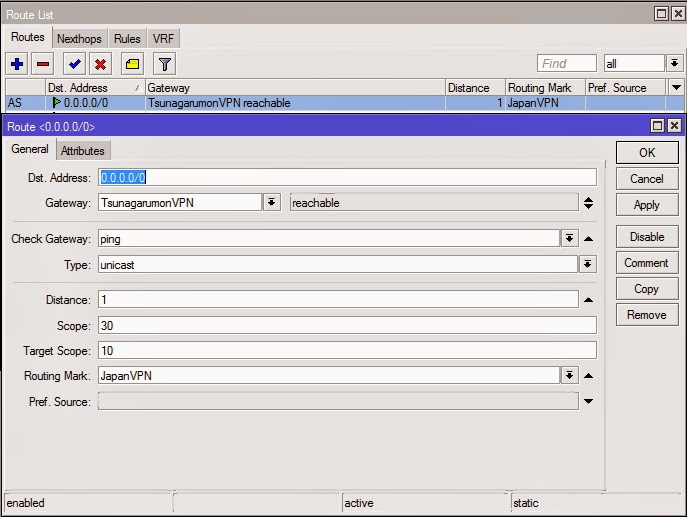 Route List
Routes Nexthops Rules VRF
Find all
Dst. Address Gateway Distance Routing Mark Pref. Source
AS 0.0.0.0/0 TsunagarumonVPN reachable 1 JapanVPN
Route <0.0.0.0/0>
General Attributes
OK
Dst. Address: 0.0.0.0/0
Cancel
Gateway: TsunagarumonVPN reachable
Apply
Check Gateway: ping
Disable
Type: unicast
Comment
Copy
Distance: 1
Remove
Scope: 30
Target Scope: 10
Routing Mark: JapanVPN
Pref. Source:
enabled active static